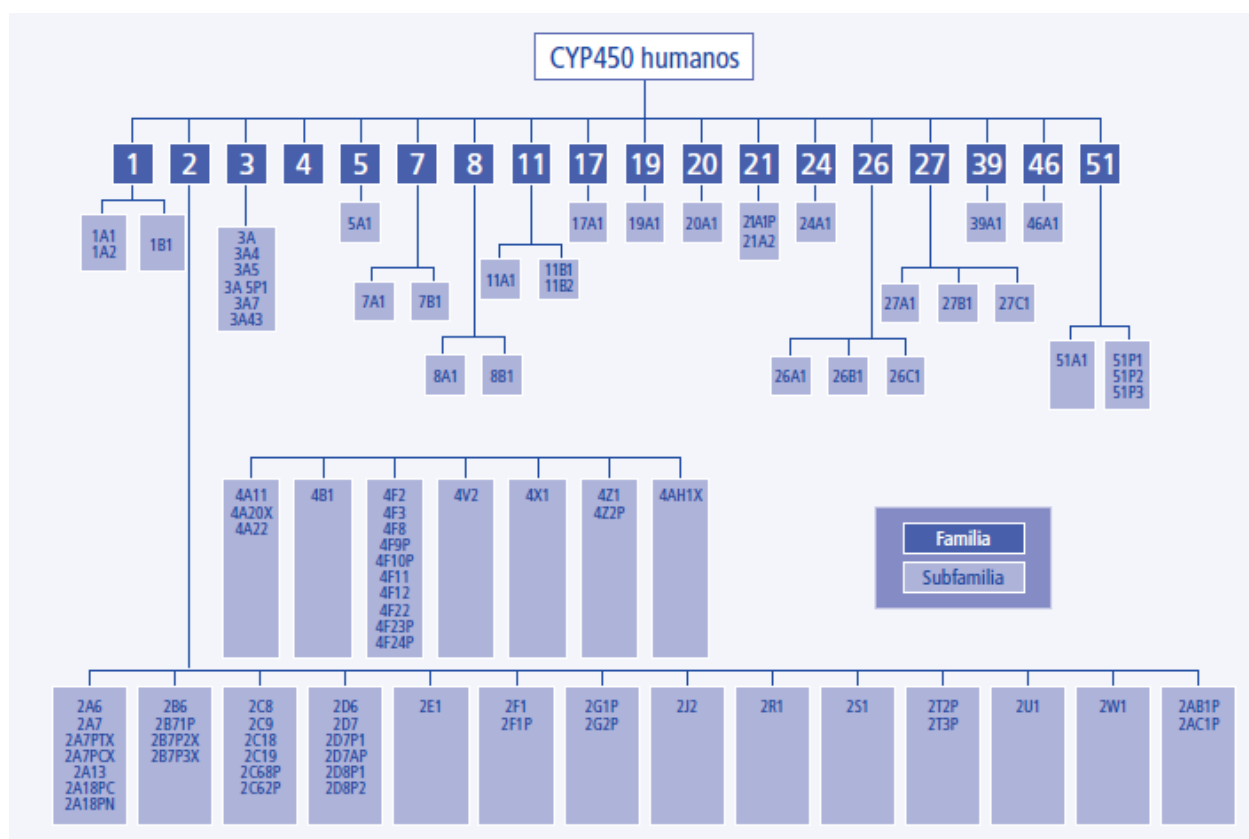 CYP450 humanos
1 2 3 4 5 7 8 11 17 19 20 21 24 26 27 39 46 51
1A1
1A2
1B1
3A
3A4
3A5
3A 5P1
3A7
3A43
5A1
7A1
7B1
8A1
8B1
11A1
11B1
11B2
17A1
19A1
20A1
21A1P
21A2
24A1
26A1
26B1
26C1
27A1
27B1
27C1
39A1
46A1
51A1
51P1
51P2
51P3
4A11
4A20X
4A22
4B1
4F2
4F3
4F8
4F9P
4F10P
4F11
4F12
4F22
4F23P
4F24P
4V2
4X1
4Z1
4Z2P
4AH1X
Familia
Subfamilia
2A6
2A7
2A7PTX
2A7PCX
2A13
2A18PC
2A18PN
2B6
2B71P
2B7P2X
2B7P3X
2C8
2C9
2C18
2C19
2C68P
2C62P
2D6
2D7
2D7P1
2D7AP
2D8P1
2D8P2
2E1
2F1
2F1P
2G1P
2G2P
2J2
2R1
2S1
2T2P
2T3P
2U1
2W1
2AB1P
2AC1P